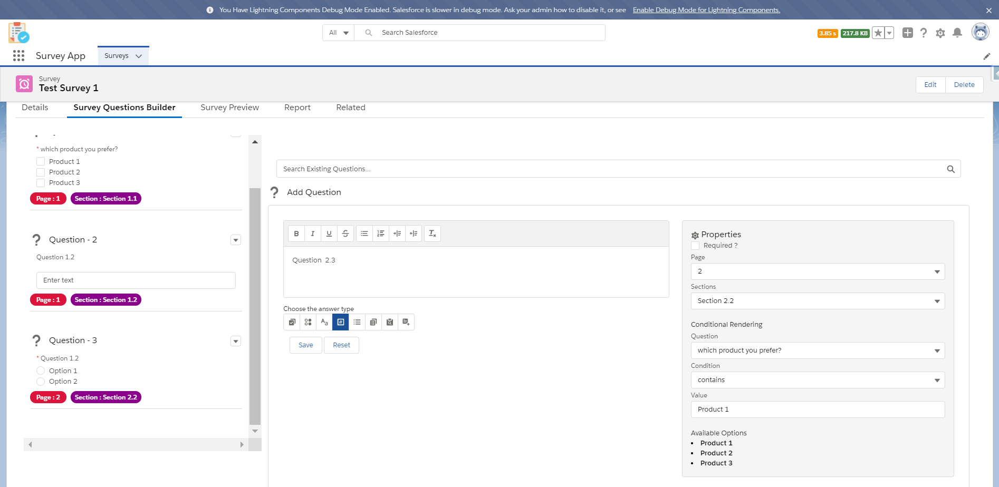 You Have Lightning Components Debug Mode Enabled. Salesforce is slower in debug mode. Ask your admin how to disable it, or see Enable Debug Mode for Lightning Components.
All
Search Salesforce
3.85 s
217.8 KB
Survey App
Surveys
Survey
Test Survey 1
Edit
Delete
Details
Survey Questions Builder
Survey Preview
Report
Related
* which product you prefer?
Product 1
Product 2
Product 3
Page : 1
Section : Section 1.1
Question - 2
Question 1.2
Enter text
Page : 1
Section : Section 1.2
Question - 3
* Question 1.2
Option 1
Option 2
Page : 2
Section : Section 2.2
Search Existing Questions...
Add Question
Question  2.3
Choose the answer type
Save
Reset
Properties
Required ?
Page
2
Sections
Section 2.2
Conditional Rendering
Question
which product you prefer?
Condition
contains
Value
Product 1
Available Options
• Product 1
• Product 2
• Product 3